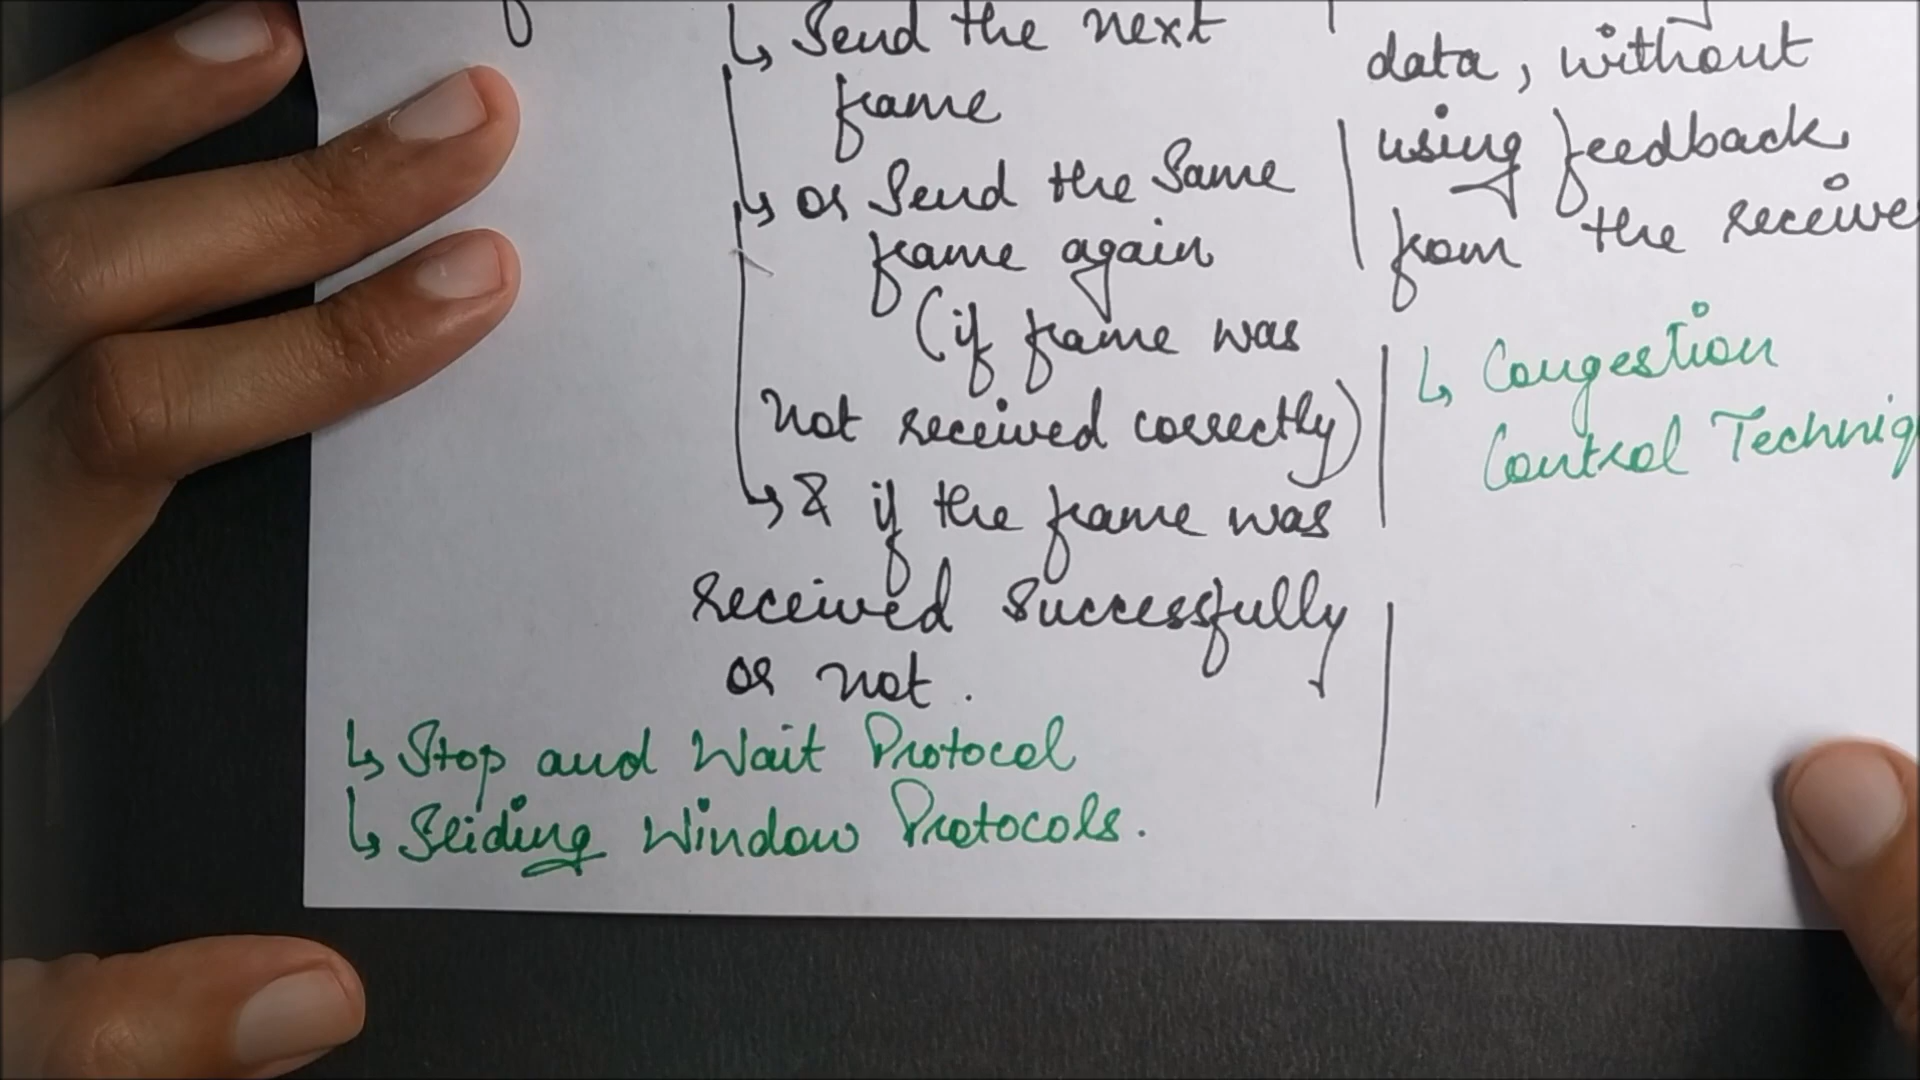 ↳ Send the next
frame
↳ or Send the Same
frame again
(if frame was
not received correctly)
↳ & if the frame was
received successfully
or not.
↳ Stop and Wait Protocol
↳ Sliding Window Protocols.
data, without
using feedback
from the receive
↳ Congestion
Control Techniq